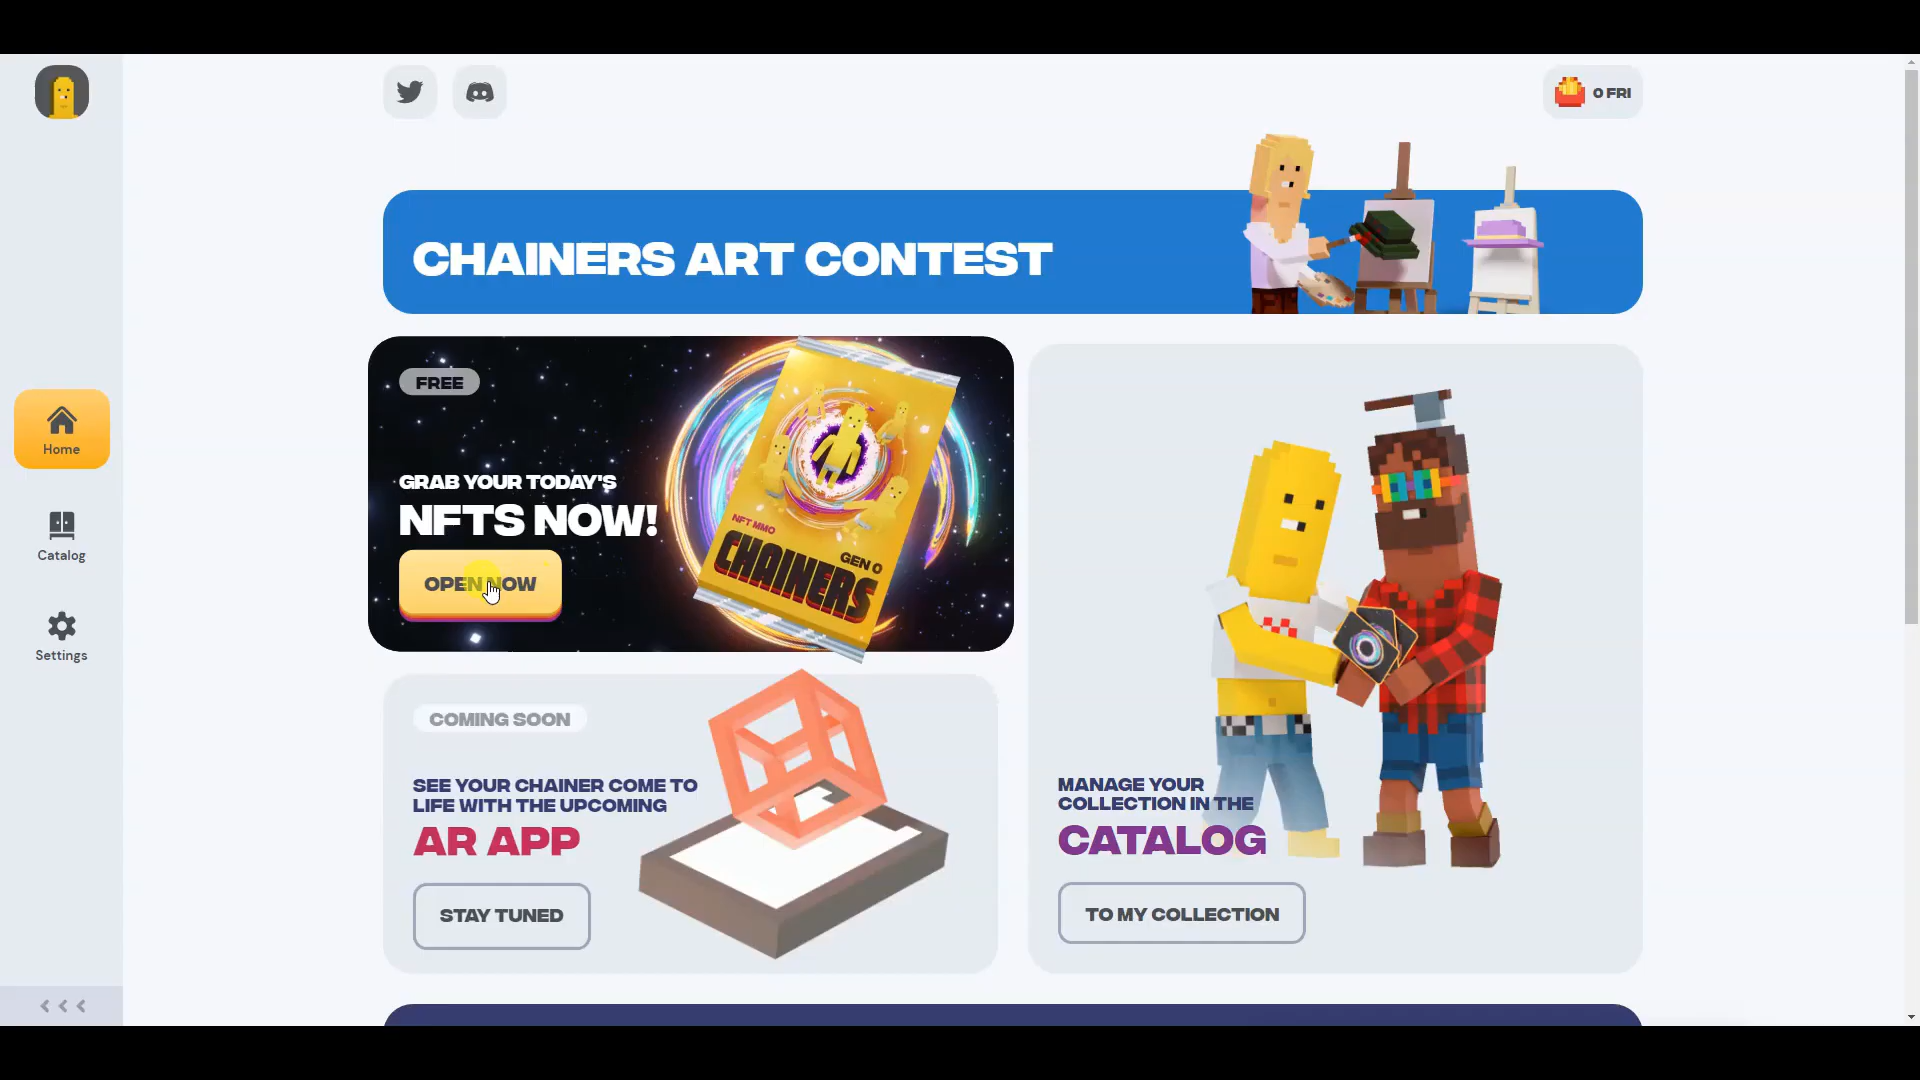 0 FRI
CHAINERS ART CONTEST
Home
Catalog
Settings
FREE
GRAB YOUR TODAY'S
NFTS NOW!
OPEN NOW
NFT MMO
GEN 0
CHAINERS
COMING SOON
SEE YOUR CHAINER COME TO
LIFE WITH THE UPCOMING
AR APP
STAY TUNED
MANAGE YOUR
COLLECTION IN THE
CATALOG
TO MY COLLECTION